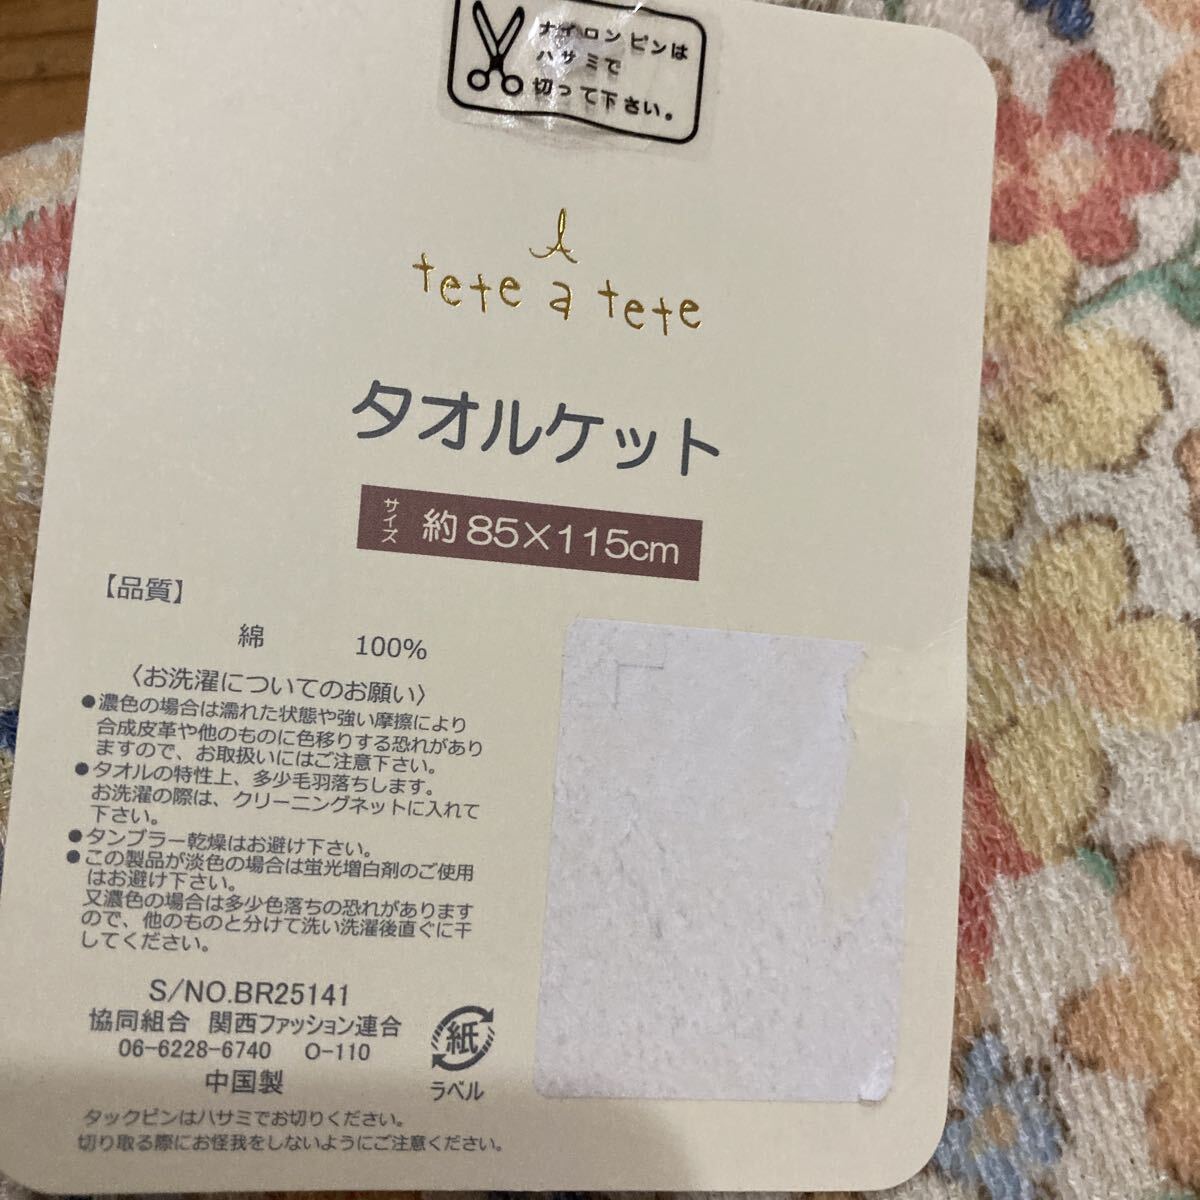 ナイロンピンは
ハサミで
切って下さい。
tete a tete
タオルケット
サイズ 約85×115cm
【品質】
綿 100%
〈お洗濯についてのお願い〉
●濃色の場合は濡れた状態や強い摩擦により
合成皮革や他のものに色移りする恐れがあり
ますので、お取扱いにはご注意下さい。
●タオルの特性上、多少毛羽落ちします。
お洗濯の際は、クリーニングネットに入れて
下さい。
●タンブラー乾燥はお避け下さい。
●この製品が淡色の場合は蛍光増白剤のご使用
はお避け下さい。
又濃色の場合は多少色落ちの恐れがあります
ので、他のものと分けて洗い洗濯後直ぐに干
してください。
S/NO.BR25141
協同組合 関西ファッション連合
06-6228-6740 O-110
中国製
紙
ラベル
タックピンはハサミでお切りください。
切り取る際にお怪我をしないようにご注意ください。